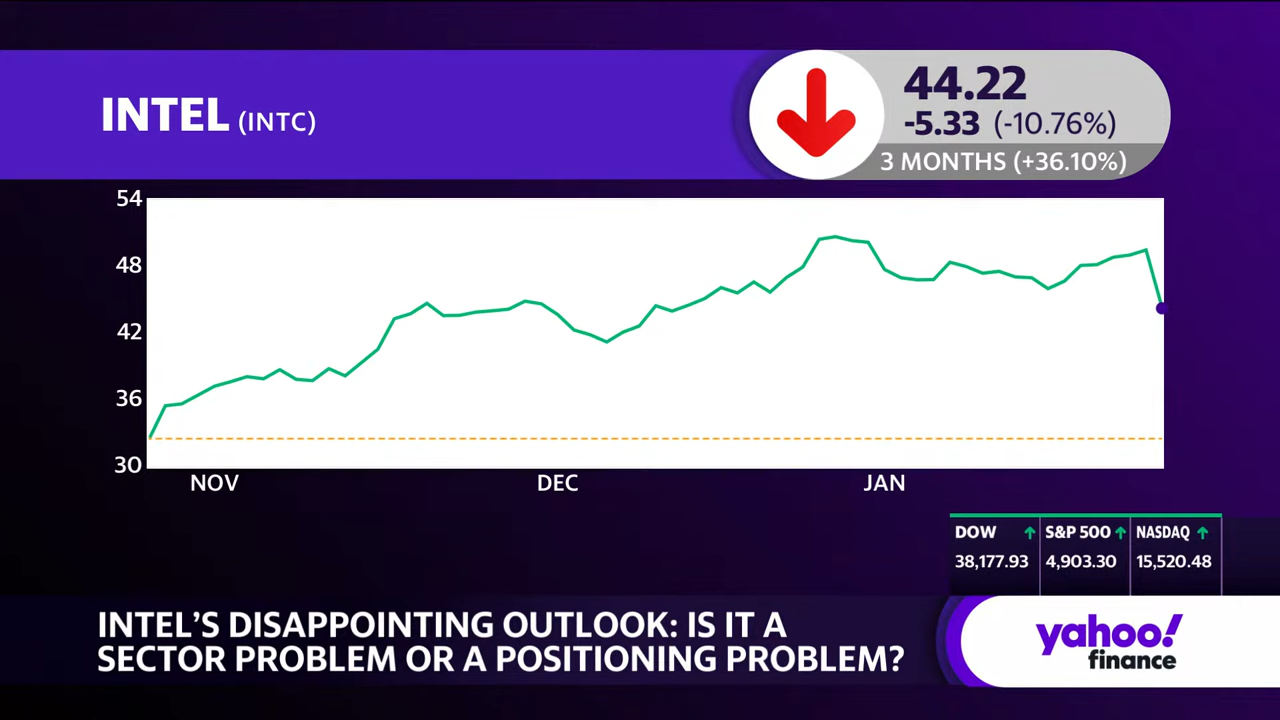 INTEL (INTC)
44.22
-5.33 (-10.76%)
3 MONTHS (+36.10%)
54
48
42
36
30
NOV DEC JAN
DOW S&P 500 NASDAQ
38,177.93 4,903.30 15,520.48
INTEL'S DISAPPOINTING OUTLOOK: IS IT A
SECTOR PROBLEM OR A POSITIONING PROBLEM?
yahoo!
finance